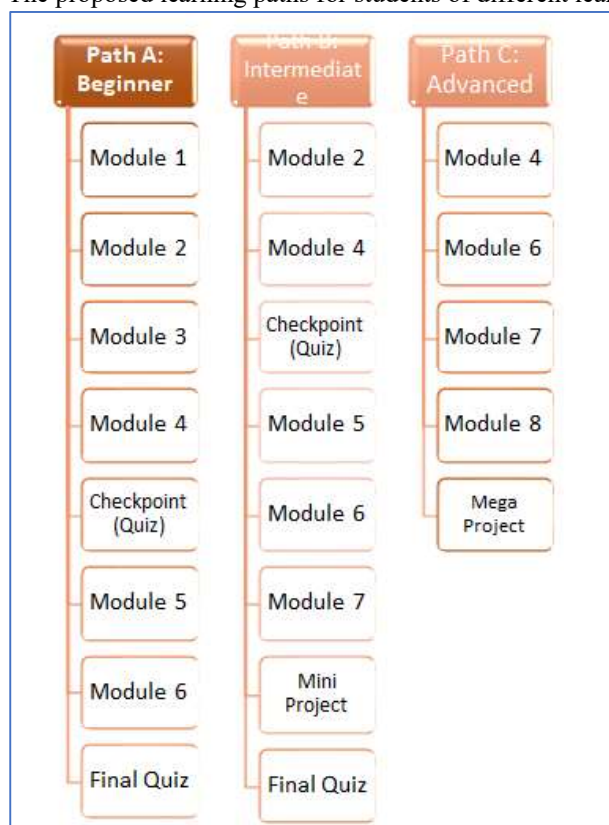 The proposed learning paths for students of different lear
Path A:
Beginner
Module 1
Module 2
Module 3
Module 4
Checkpoint
(Quiz)
Module 5
Module 6
Final Quiz
Path B:
Intermediat
e
Module 2
Module 4
Checkpoint
(Quiz)
Module 5
Module 6
Module 7
Mini
Project
Final Quiz
Path C:
Advanced
Module 4
Module 6
Module 7
Module 8
Mega
Project